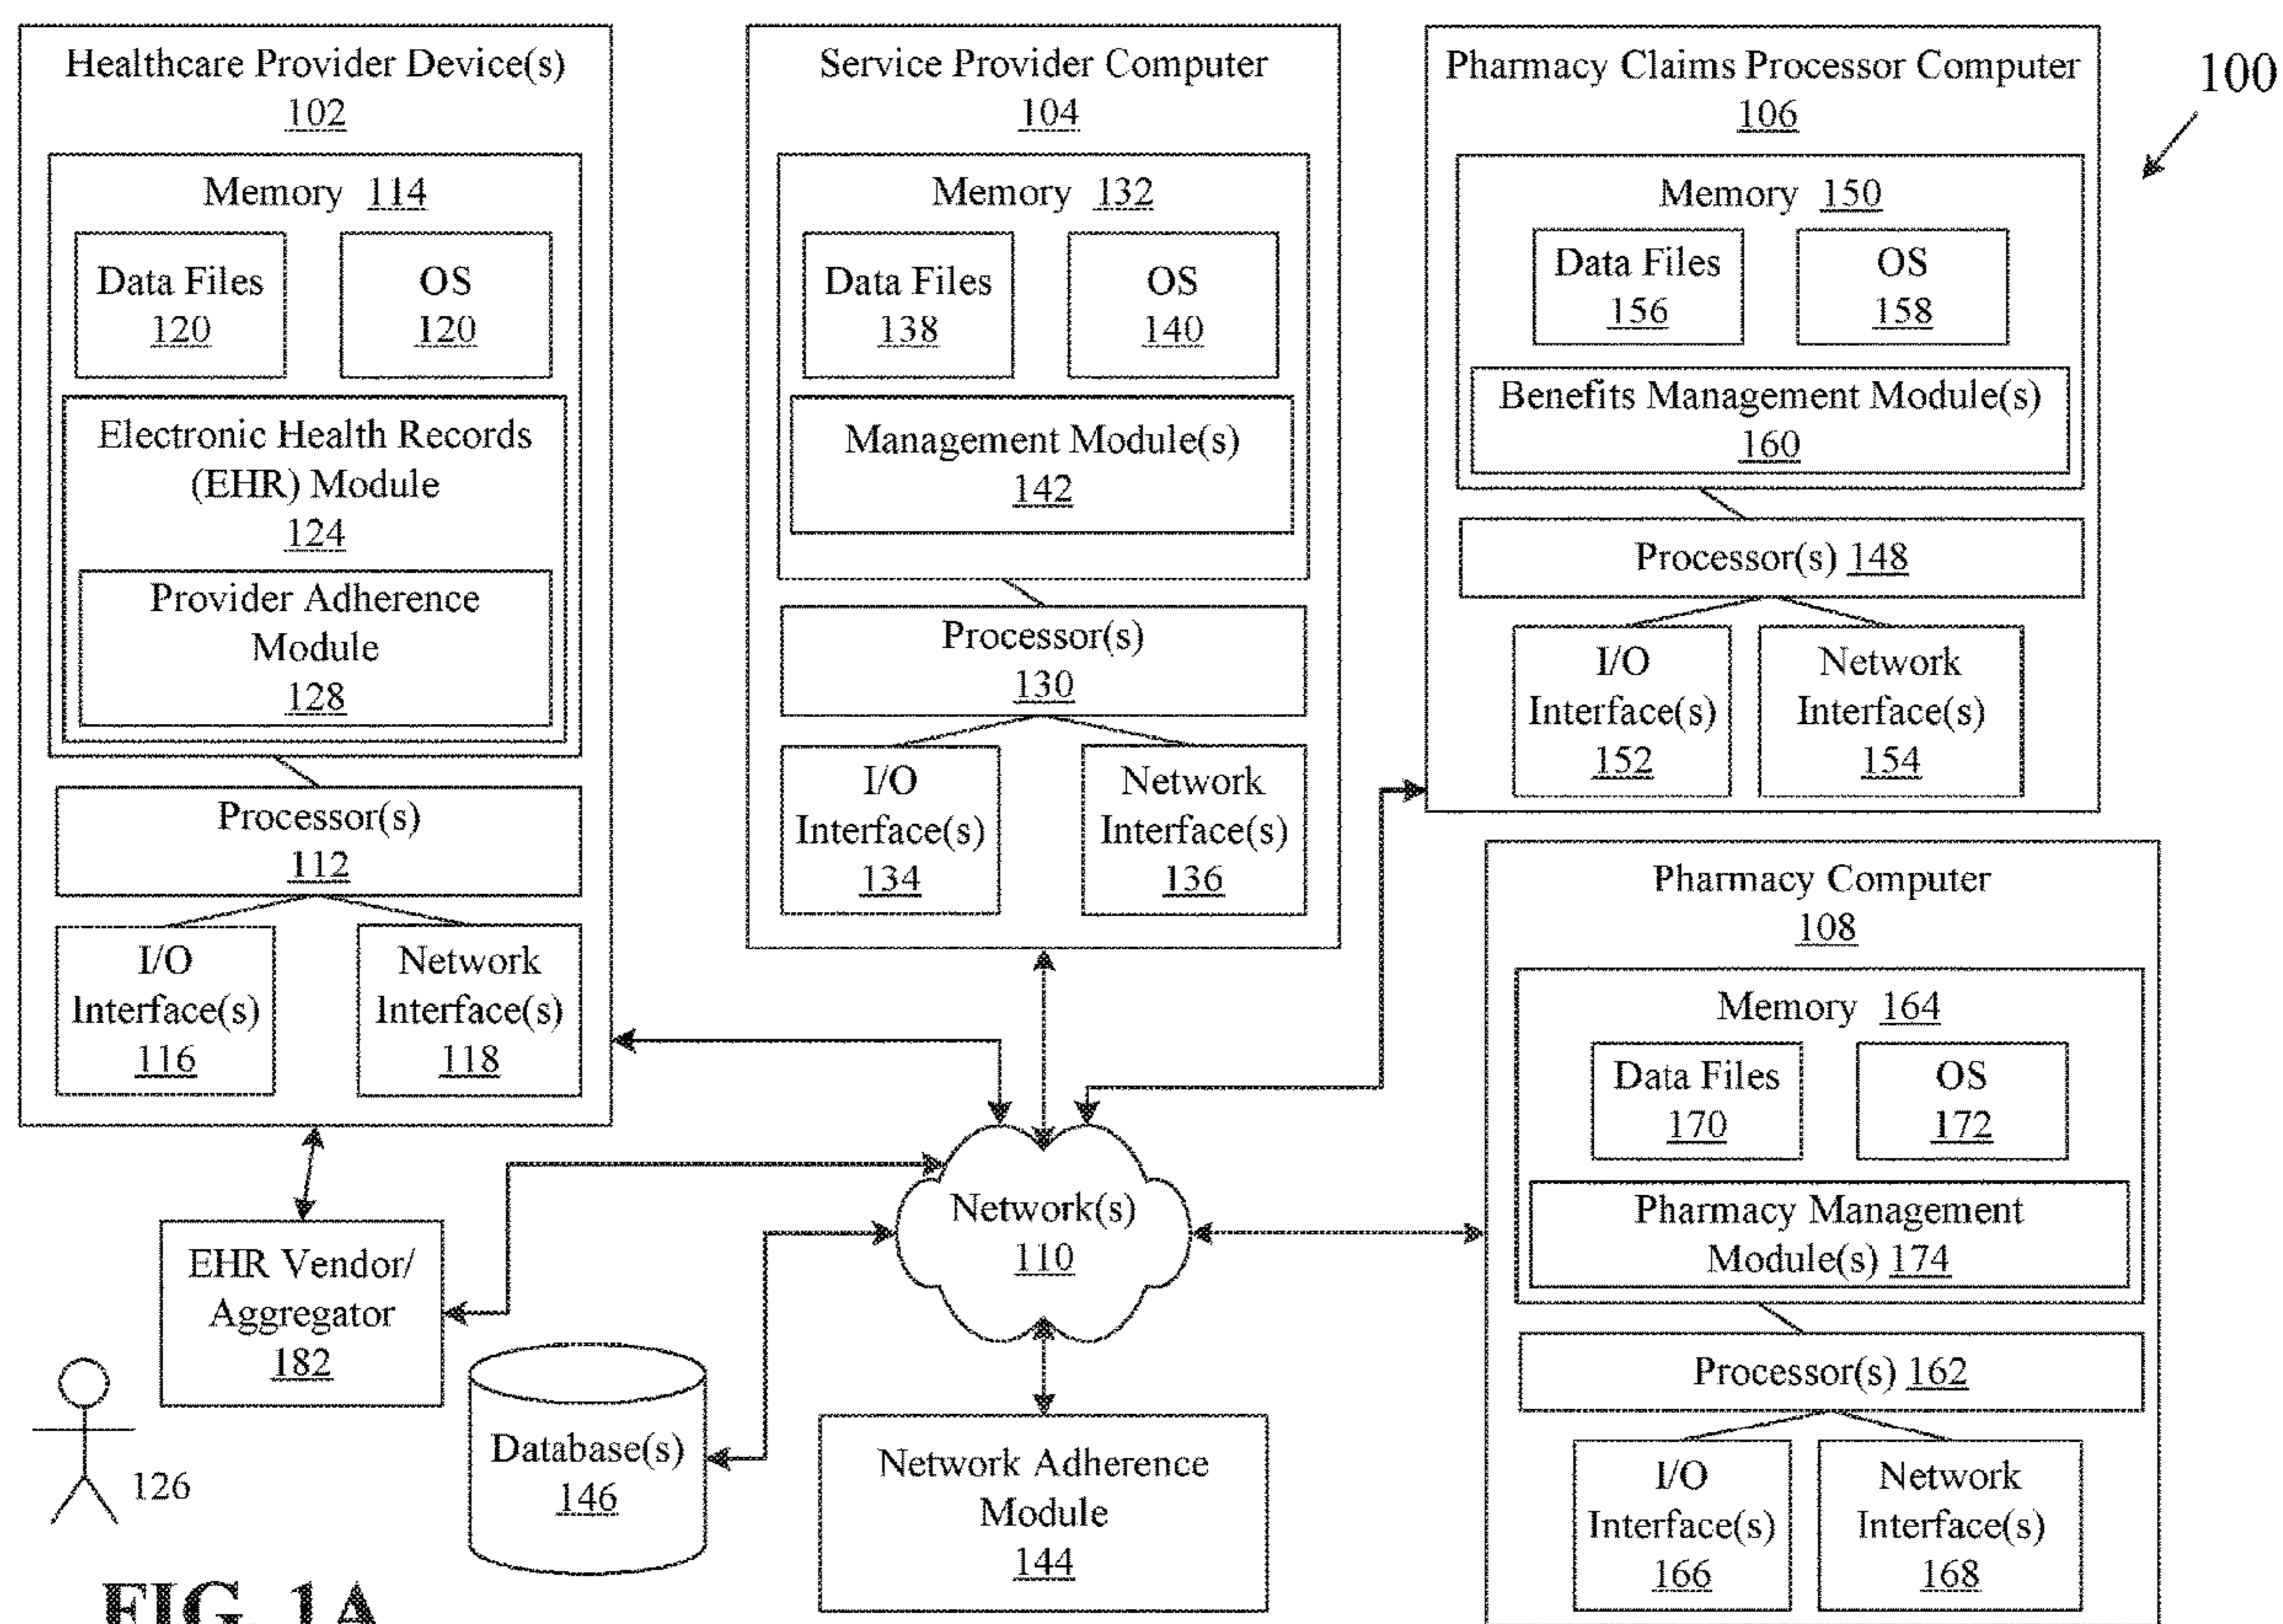 Healthcare Provider Device(s)
102
Memory 114
Data Files
120
OS
120
Electronic Health Records
(EHR) Module
124
Provider Adherence
Module
128
Processor(s)
112
I/O
Interface(s)
116
Network
Interface(s)
118
Service Provider Computer
104
Memory 132
Data Files
138
OS
140
Management Module(s)
142
Processor(s)
130
I/O
Interface(s)
134
Network
Interface(s)
136
Pharmacy Claims Processor Computer
106
Memory 150
Data Files
156
OS
158
Benefits Management Module(s)
160
Processor(s) 148
I/O
Interface(s)
152
Network
Interface(s)
154
100
Pharmacy Computer
108
Memory 164
Data Files
170
OS
172
Pharmacy Management
Module(s) 174
Processor(s) 162
I/O
Interface(s)
166
Network
Interface(s)
168
Network(s)
110
EHR Vendor/
Aggregator
182
Database(s)
146
Network Adherence
Module
144
126
FIG. 1A